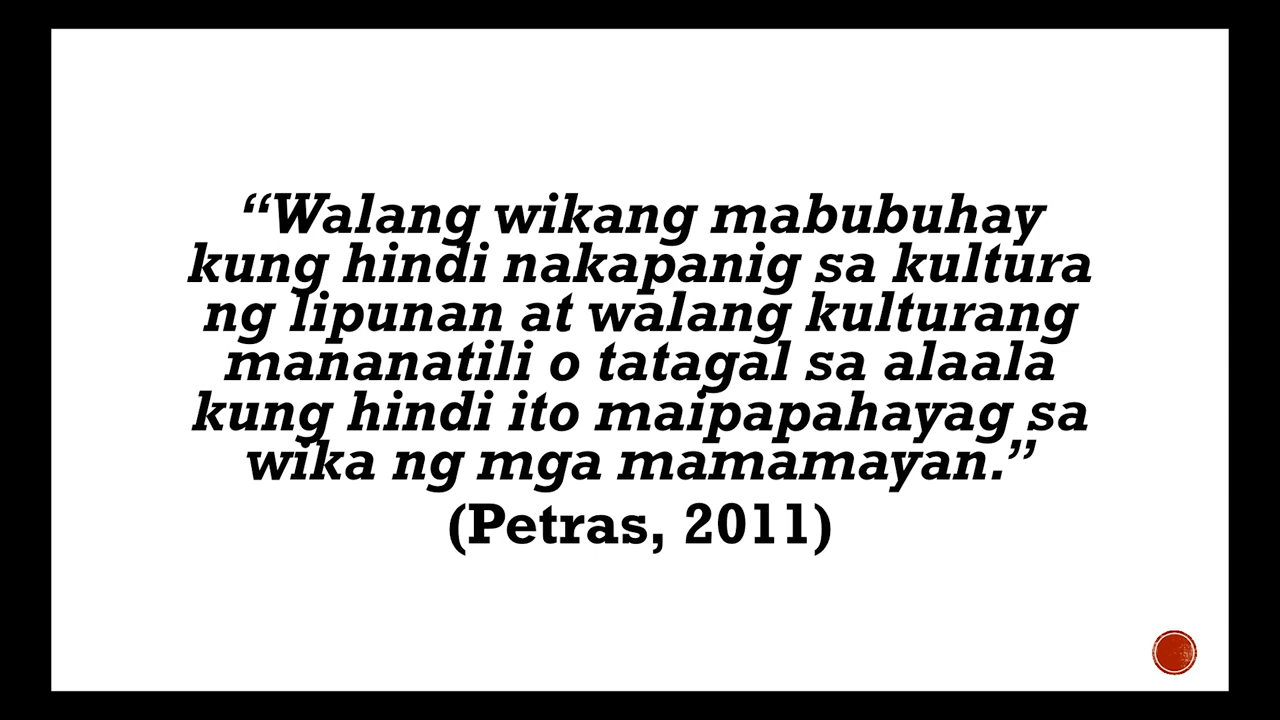 “Walang wikang mabubuhay
kung hindi nakapanig sa kultura
ng lipunan at walang kulturang
mananatili o tatagal sa alaala
kung hindi ito maipapahayag sa
wika ng mga mamamayan.”
(Petras, 2011)